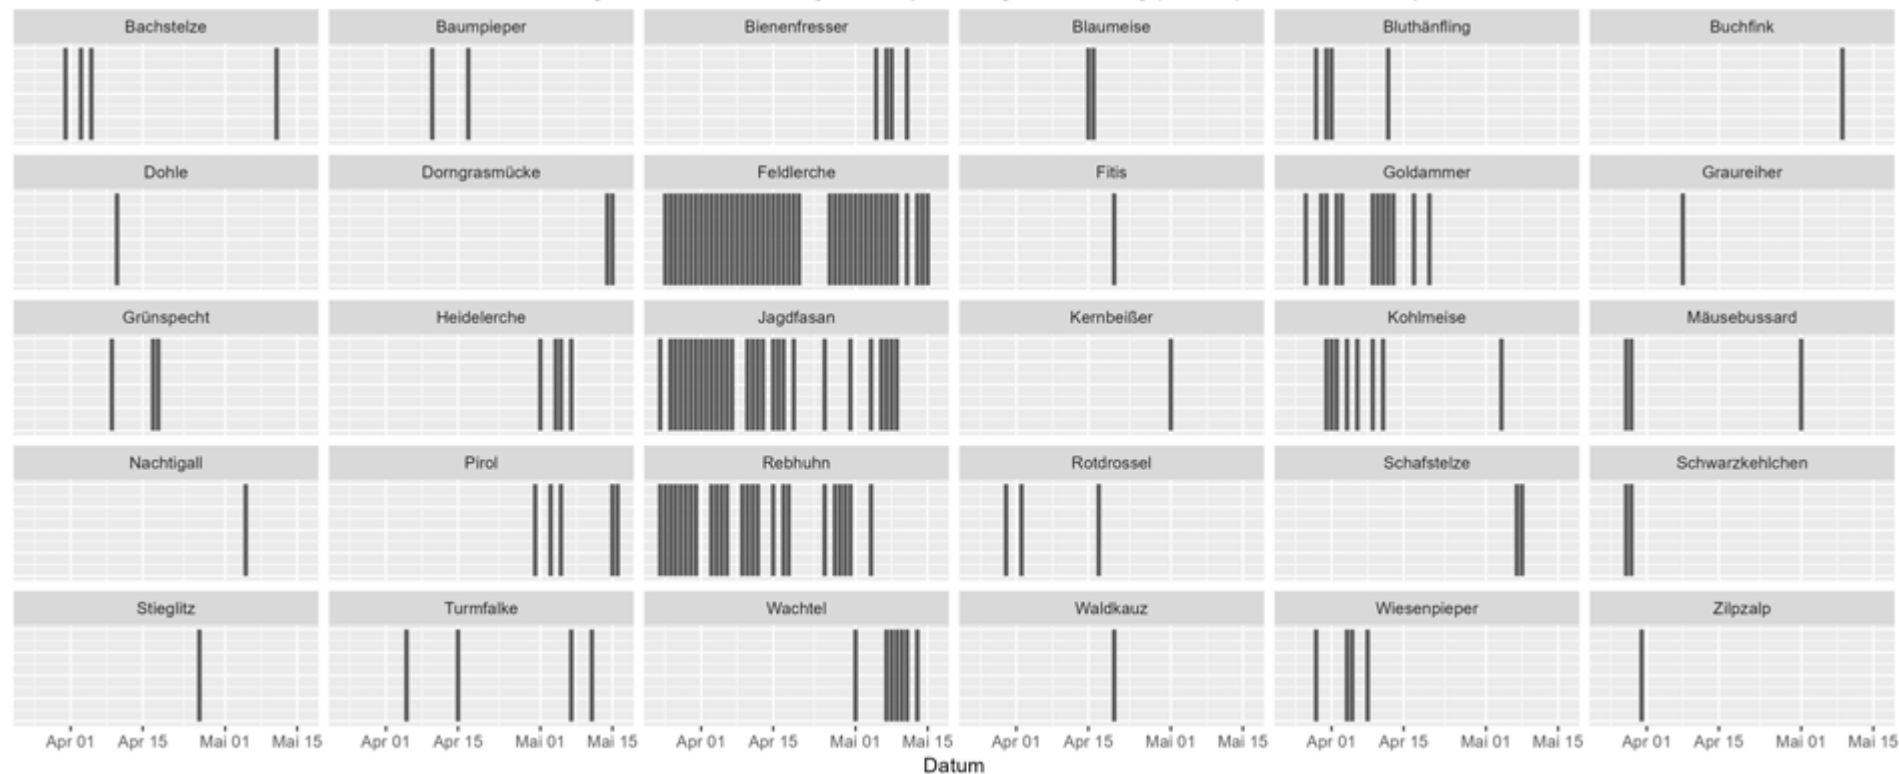 Bachstelze Baumpieper Bienenfresser Blaumeise Bluthänfling Buchfink
Dohle Dorngrasmücke Feldlerche Fitis Goldammer Graureiher
Grünspecht Heidelerche Jagdfasan Kernbeißer Kohlmeise Mäusebussard
Nachtigall Pirol Rebhuhn Rotdrossel Schafstelze Schwarzkehlchen
Stieglitz Turmfalke Wachtel Waldkauz Wiesenpieper Zilpzalp
Apr 01 Apr 15 Mai 01 Mai 15 Apr 01 Apr 15 Mai 01 Mai 15 Apr 01 Apr 15 Mai 01 Mai 15 Apr 01 Apr 15 Mai 01 Mai 15 Apr 01 Apr 15 Mai 01 Mai 15 Apr 01 Apr 15 Mai 01 Mai 15
Datum